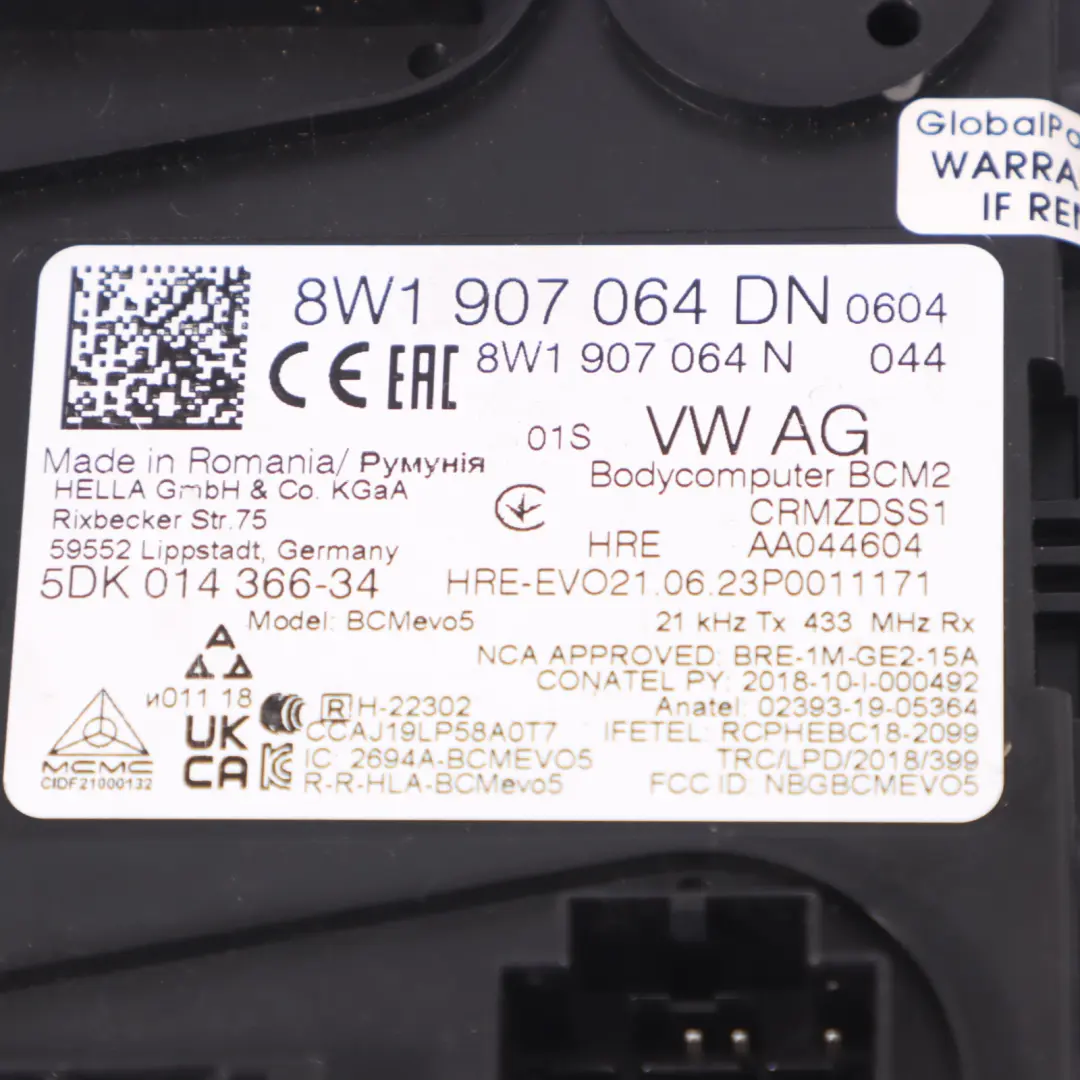 GlobalPa
WARRA
IF REM
8W1 907 064 DN 0604
CE EAC 8W1 907 064 N 044
01S VW AG
Made in Romania/ Румунія
Bodycomputer BCM2
HELLA GmbH & Co. KGaA
CRMZDSS1
Rixbecker Str.75
HRE AA044604
59552 Lippstadt, Germany
5DK 014 366-34 HRE-EVO21.06.23P0011171
Model: BCMevo5 21 kHz Tx 433 MHz Rx
NCA APPROVED: BRE-1M-GE2-15A
CONATEL PY: 2018-10-I-000492
и011 18 R H-22302 Anatel: 02393-19-05364
UK
CA
CCAJ19LP58A0T7 IFETEL: RCPHEBC18-2099
MCMC IC 2694A-BCMEVO5 TRC/LPD/2018/399
CIDF21000132 R-R-HLA-BCMevo5 FCC ID NBGBCMEVO5